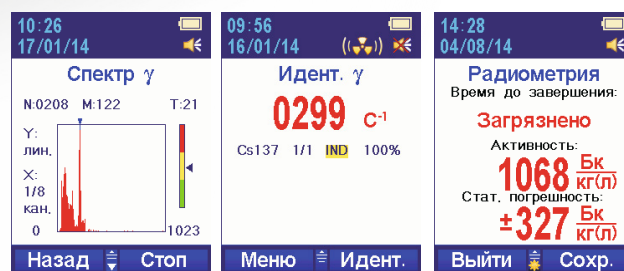 10:26
17/01/14
Спектр γ
N:0208 M:122 T:21
Y:
лин.
X:
1/8
кан.
0 1023
Назад Стоп
09:56
16/01/14
Идент. γ
0299 С-1
Cs137 1/1 IND 100%
Меню Идент.
14:28
04/08/14
Радиометрия
Время до завершения:
Загрязнено
Активность:
1068 Бк
кг(л)
Стат. погрешность:
±327 Бк
кг(л)
Выйти Сохр.